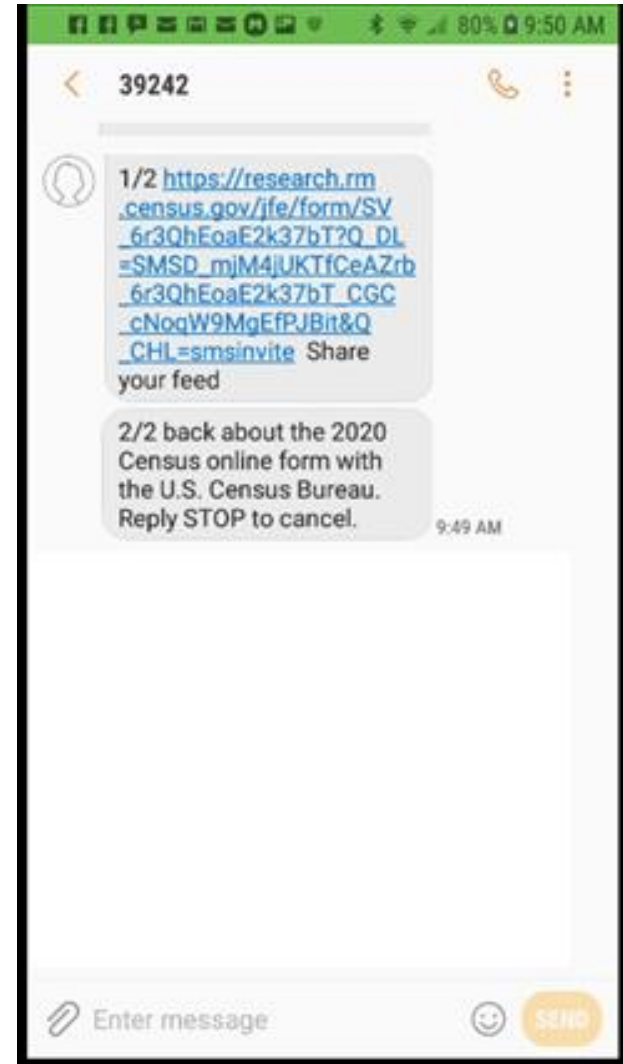 80% 9:50 AM
39242
1/2 https://research.rm
.census.gov/jfe/form/SV
_6r3QhEoaE2k37bT?Q_DL
=SMSD_mjM4jUKTfCeAZrb
_6r3QhEoaE2k37bT_CGC
_cNoqW9MgEfPJBit&Q
_CHL=smsinvite Share
your feed
2/2 back about the 2020
Census online form with
the U.S. Census Bureau.
Reply STOP to cancel.
9:49 AM
Enter message
SEND